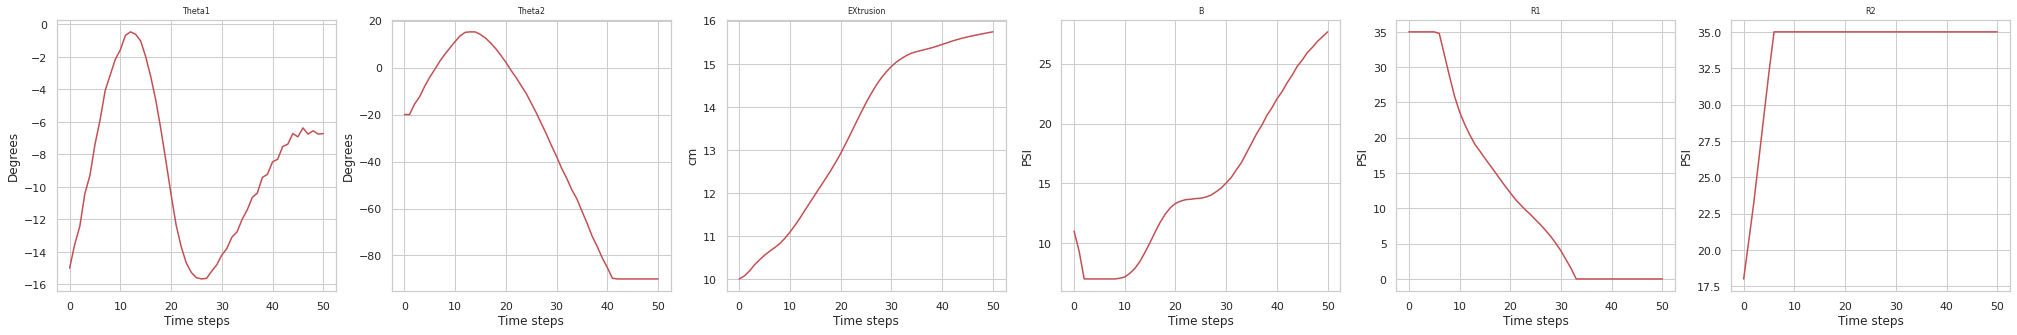 Theta1
0
−2
−4
−6
−8
−10
−12
−14
−16
Degrees
0 10 20 30 40 50
Time steps
Theta2
20
0
−20
−40
−60
−80
Degrees
0 10 20 30 40 50
Time steps
EXtrusion
16
15
14
13
12
11
10
cm
0 10 20 30 40 50
Time steps
B
25
20
15
10
PSI
0 10 20 30 40 50
Time steps
R1
35
30
25
20
15
10
5
0
PSI
0 10 20 30 40 50
Time steps
R2
35.0
32.5
30.0
27.5
25.0
22.5
20.0
17.5
PSI
0 10 20 30 40 50
Time steps